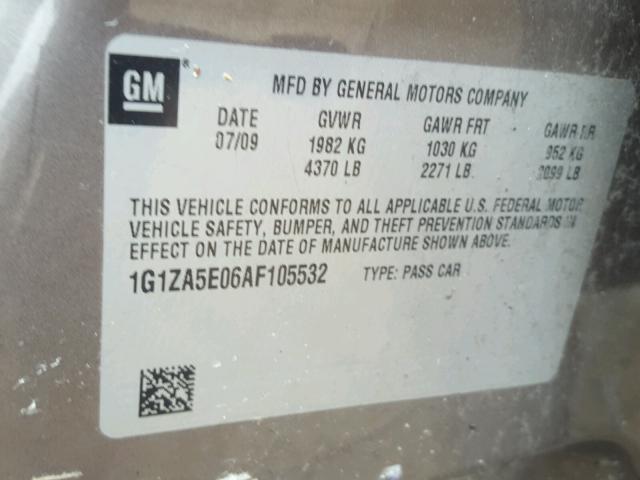 GM
MFD BY GENERAL MOTORS COMPANY
DATE GVWR GAWR FRT GAWR RR
07/09 1982 KG 1030 KG 952 KG
4370 LB 2271 LB 2099 LB
THIS VEHICLE CONFORMS TO ALL APPLICABLE U.S. FEDERAL MOTOR
VEHICLE SAFETY, BUMPER, AND THEFT PREVENTION STANDARDS IN
EFFECT ON THE DATE OF MANUFACTURE SHOWN ABOVE.
1G1ZA5E06AF105532 TYPE: PASS CAR